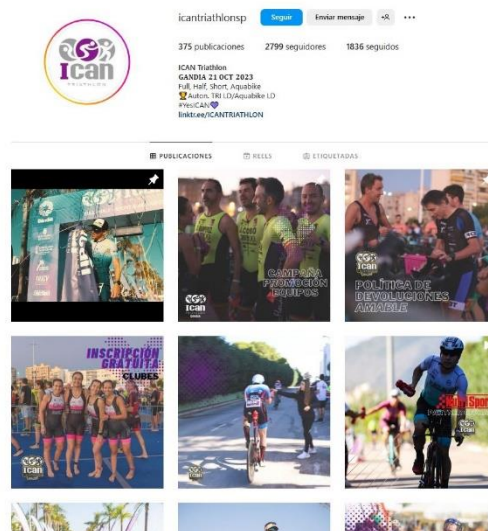 icantriathlonsp Seguir Enviar mensaje
375 publicaciones 2799 seguidores 1836 seguidos
ICAN Triathlon
GANDIA 21 OCT 2023
Full, Half, Short, Aquabike
🏆Auton. TRI LD/Aquabike LD
#YesICAN💜
linktr.ee/ICANTRIATHLON
Ican
TRIATHLON
PUBLICACIONES REELS ETIQUETADAS
CAMPAÑA
PROMOCIÓN
EQUIPOS
Ican
POLÍTICA DE
DEVOLUCIONES
AMABLE
Ican
INSCRIPCIÓN
GRATUITA
CLUBES
Ican
Ican
Ican